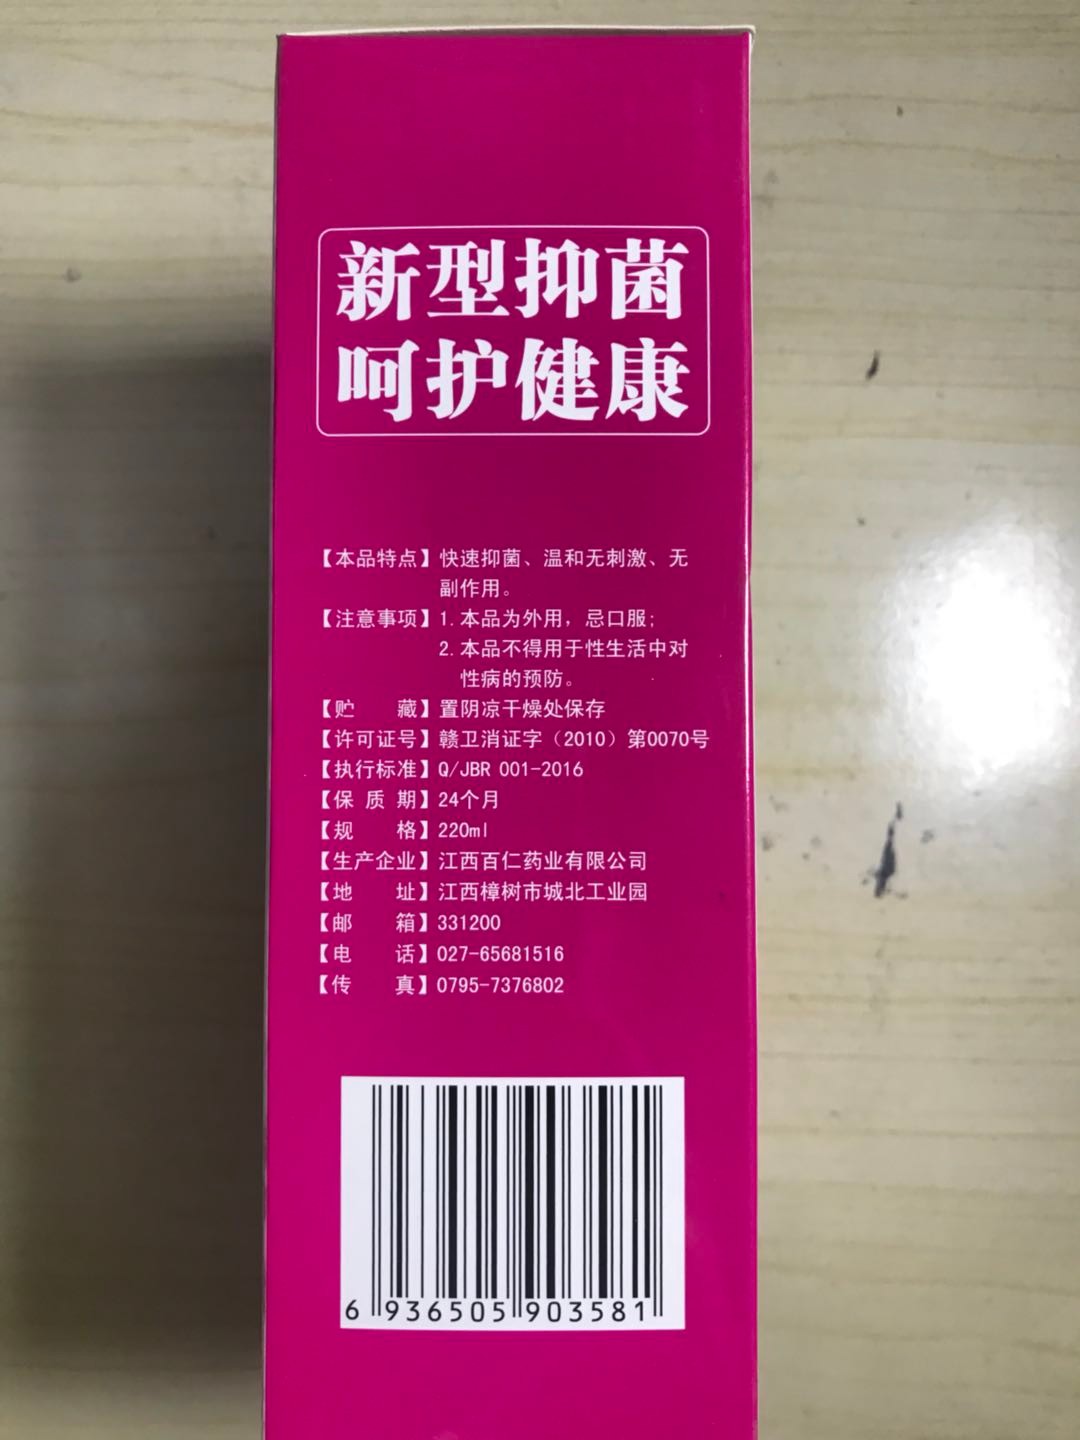 新型抑菌
呵护健康
【本品特点】快速抑菌、温和无刺激、无
副作用。
【注意事项】1.本品为外用，忌口服;
2.本品不得用于性生活中对
性病的预防。
【贮 藏】置阴凉干燥处保存
【许可证号】赣卫消证字（2010）第0070号
【执行标准】Q/JBR 001-2016
【保 质 期】24个月
【规 格】220ml
【生产企业】江西百仁药业有限公司
【地 址】江西樟树市城北工业园
【邮 箱】331200
【电 话】027-65681516
【传 真】0795-7376802
6 936505 903581